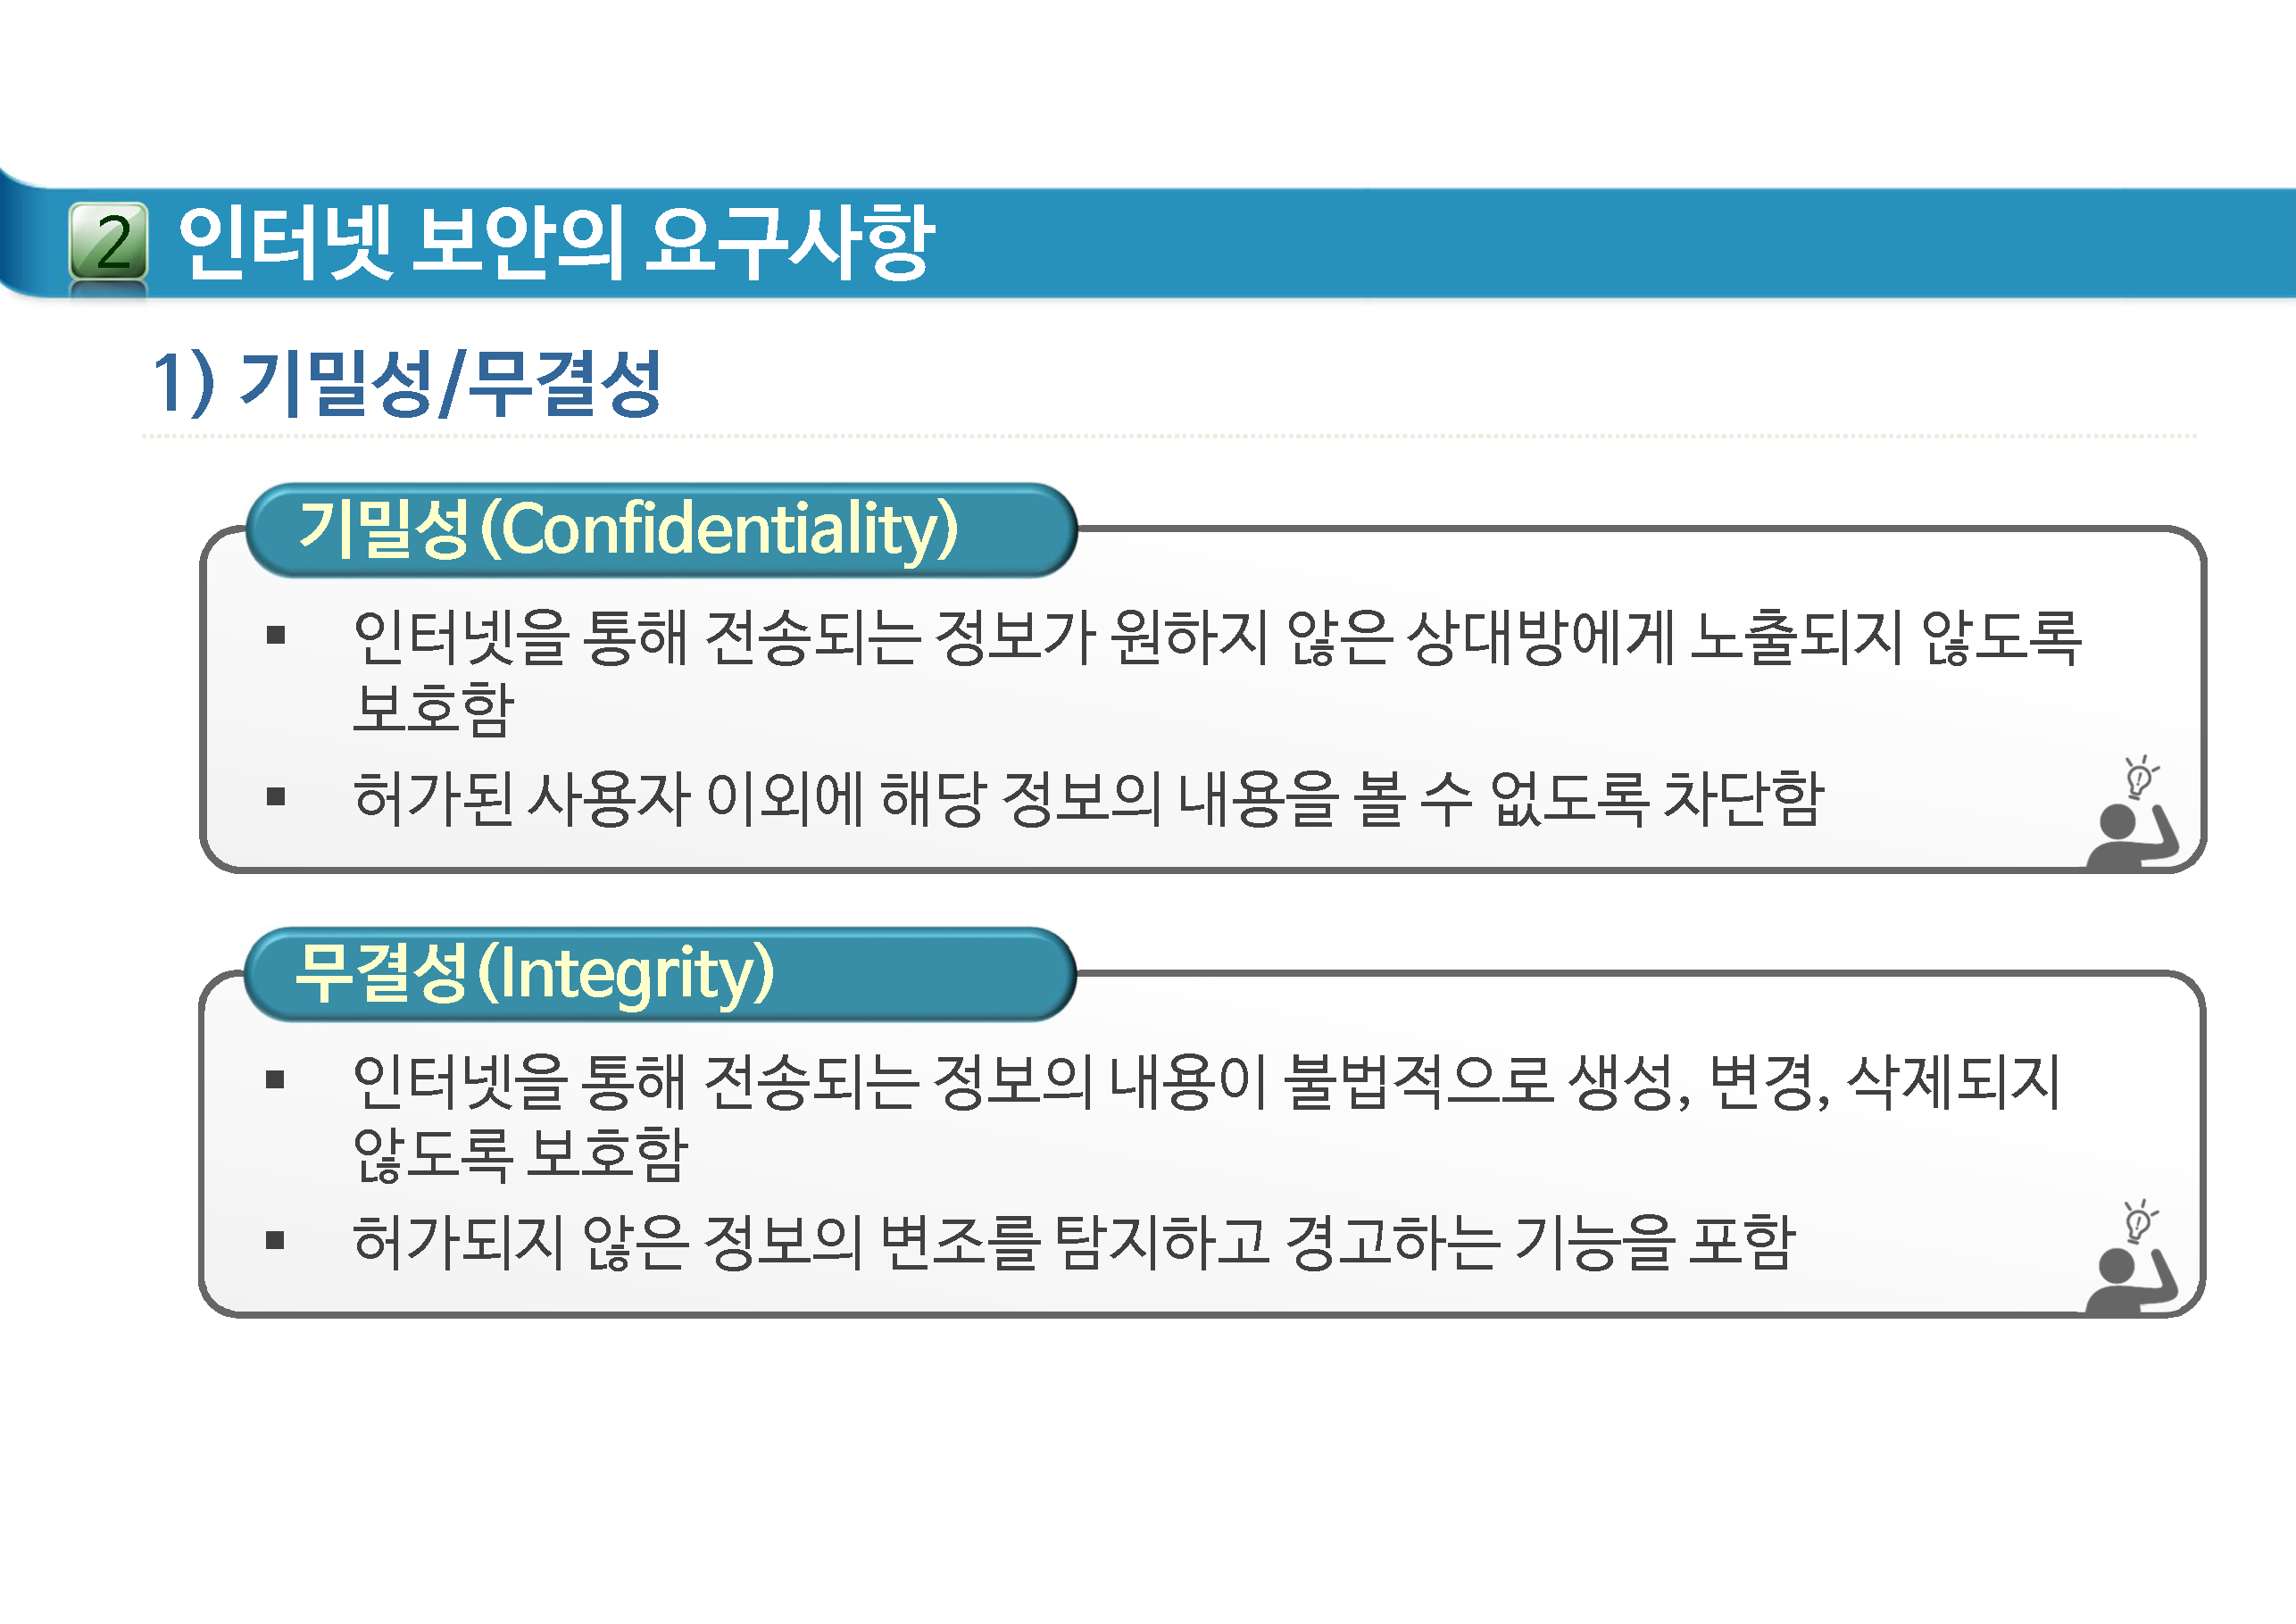 2 인터넷 보안의 요구사항
1) 기밀성/무결성
기밀성(Confidentiality)
▪ 인터넷을 통해 전송되는 정보가 원하지 않은 상대방에게 노출되지 않도록
보호함
▪ 허가된 사용자 이외에 해당 정보의 내용을 볼 수 없도록 차단함
무결성(Integrity)
▪ 인터넷을 통해 전송되는 정보의 내용이 불법적으로 생성, 변경, 삭제되지
않도록 보호함
▪ 허가되지 않은 정보의 변조를 탐지하고 경고하는 기능을 포함